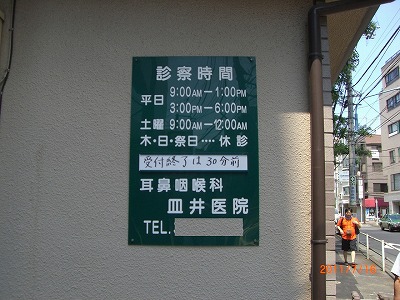 診察時間
平日 9:00AM－1:00PM
3:00PM－6:00PM
土曜 9:00AM－12:00AM
木・日・祭日‥‥休診
受付終了は30分前
耳鼻咽喉科
皿井医院
TEL.